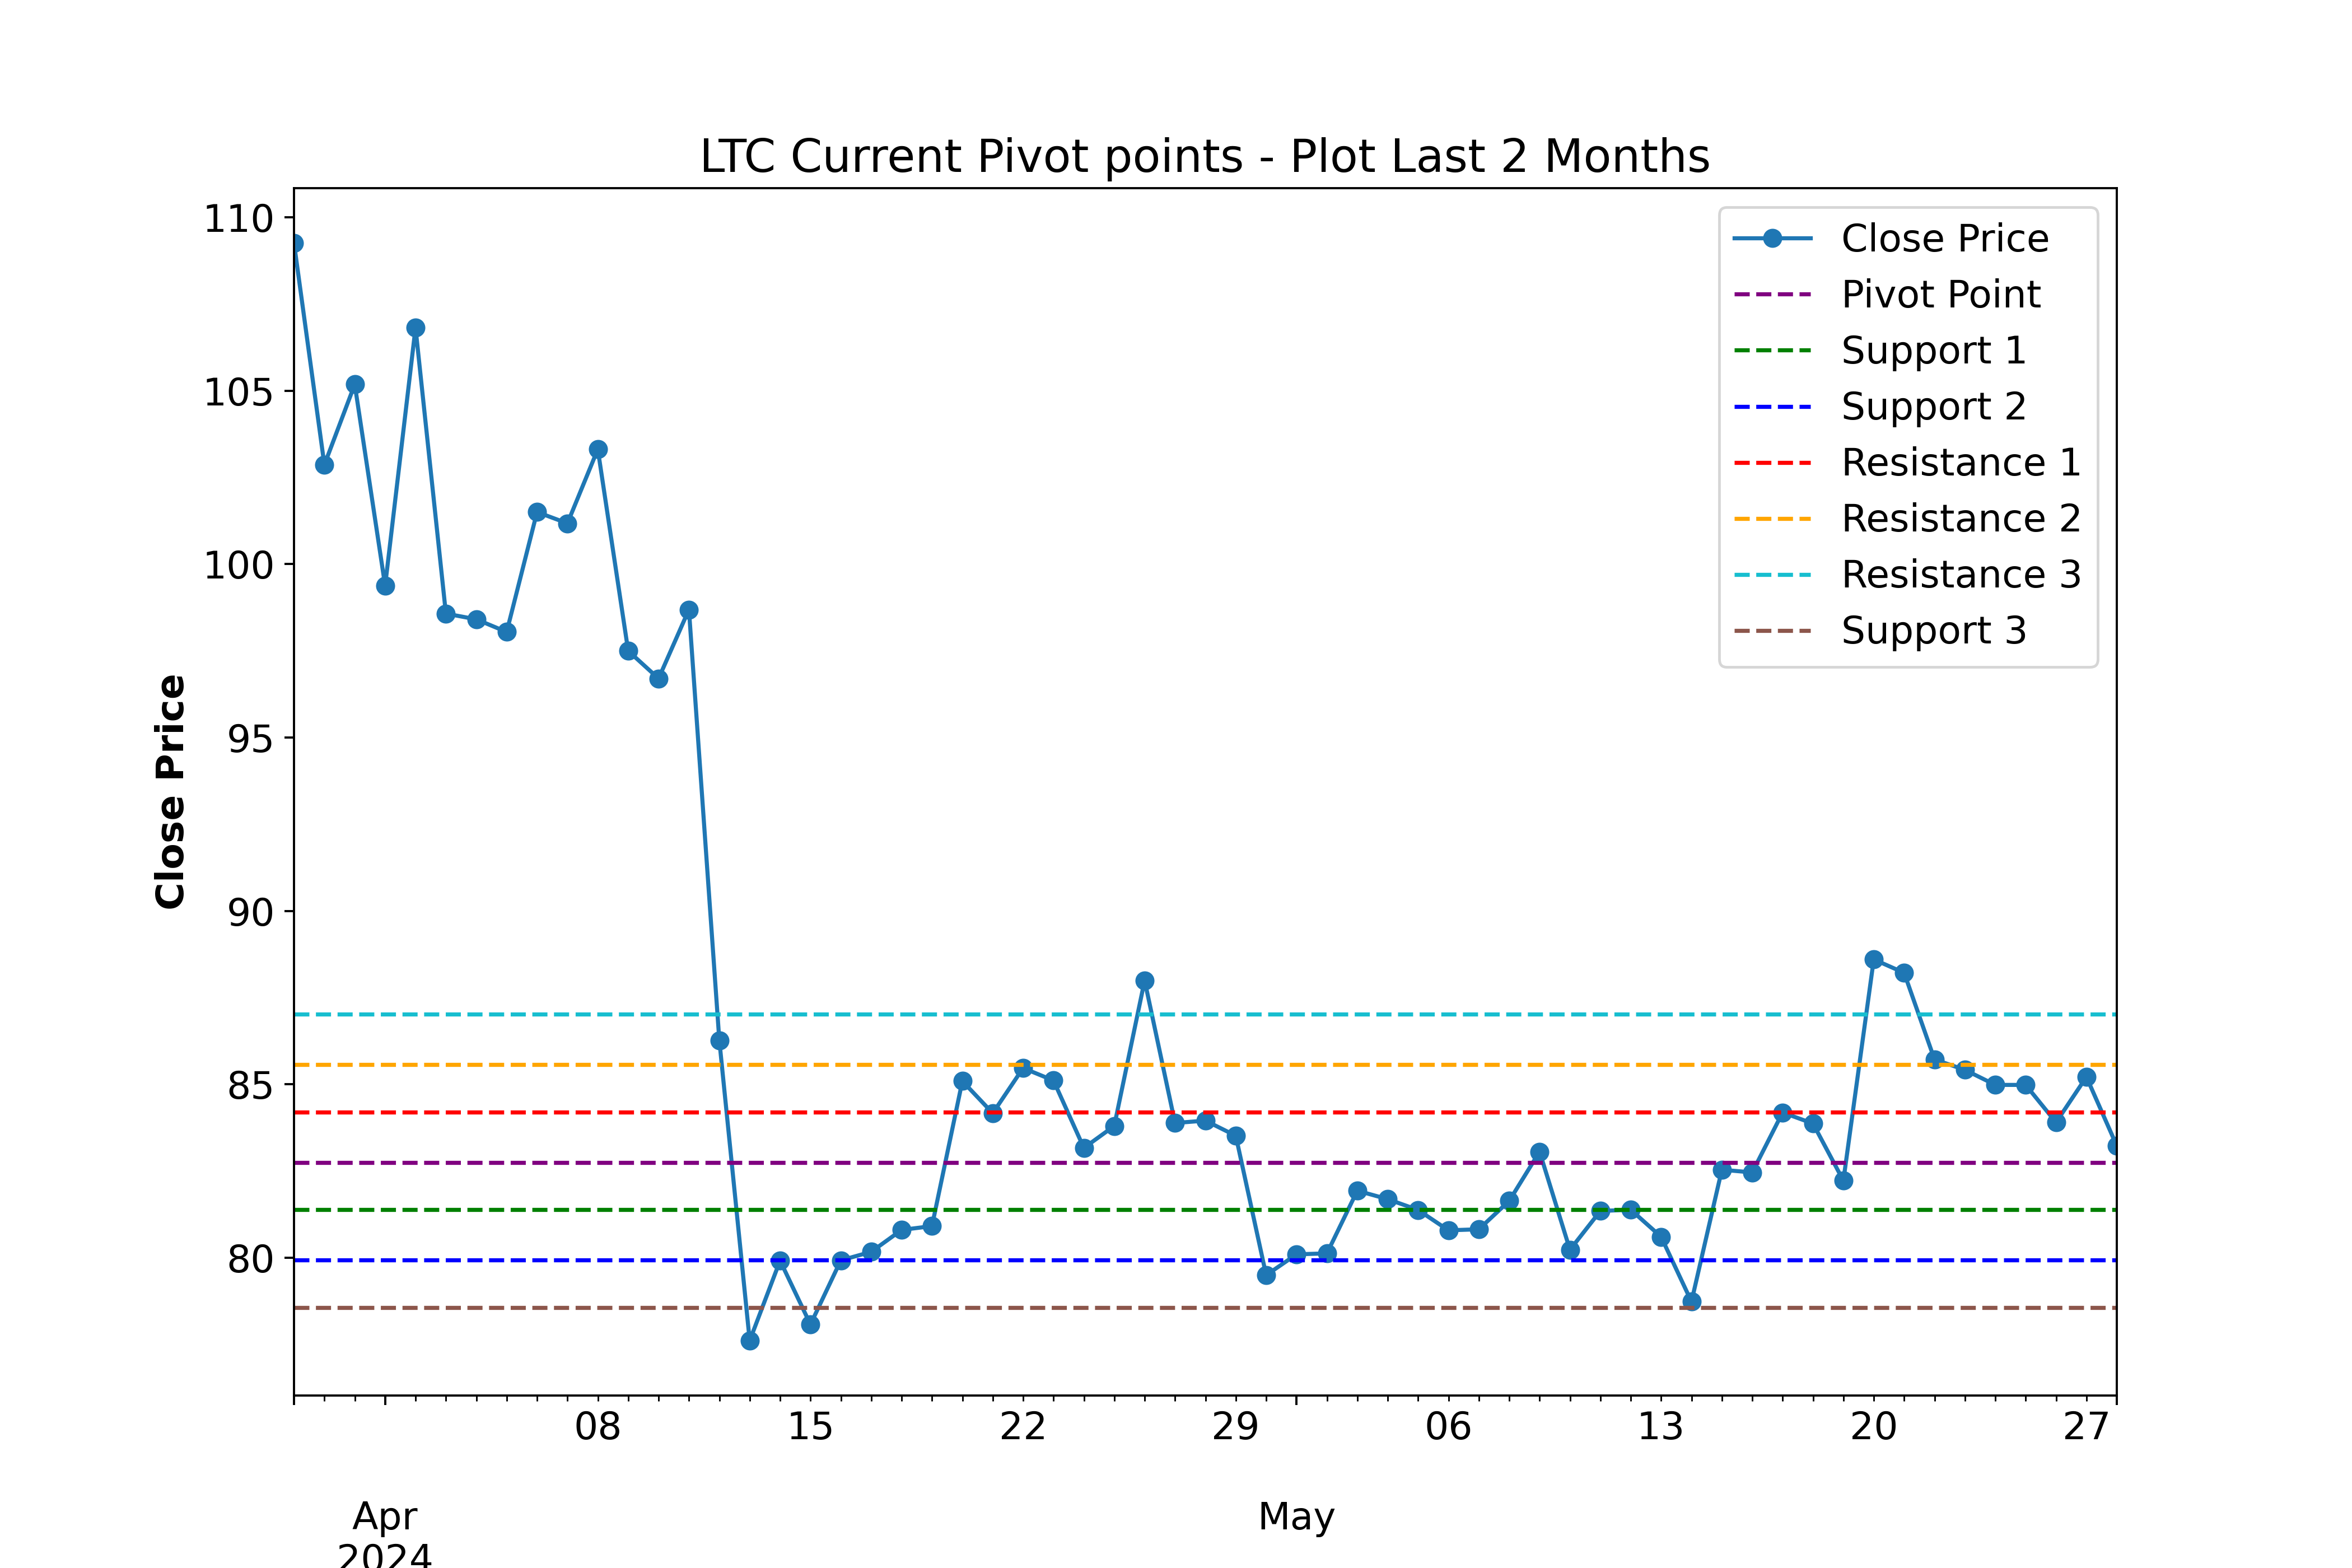 LTC Current Pivot points - Plot Last 2 Months
110
105
100
95
90
85
80
Close Price
Close Price
Pivot Point
Support 1
Support 2
Resistance 1
Resistance 2
Resistance 3
Support 3
08 15 22 29 06 13 20 27
Apr May
2024